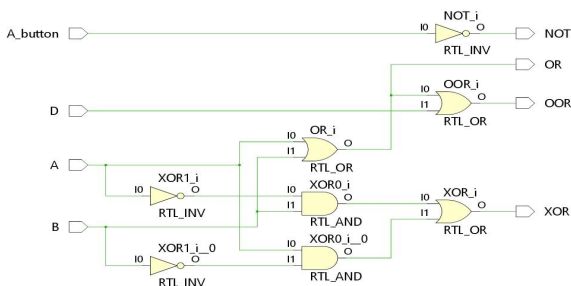 NOT_i
A_button I0 O NOT
RTL_INV
OR
OOR_i
I0 O OOR
D I1
OR_i RTL_OR
I0 O
I1
A RTL_OR
XOR1_i XOR0_i
I0 O I0 O XOR_i
I1 I0 O XOR
RTL_INV RTL_AND I1
B XOR1_i__0 XOR0_i__0 RTL_OR
I0 O
I0 O I1
RTL_INV RTL_AND